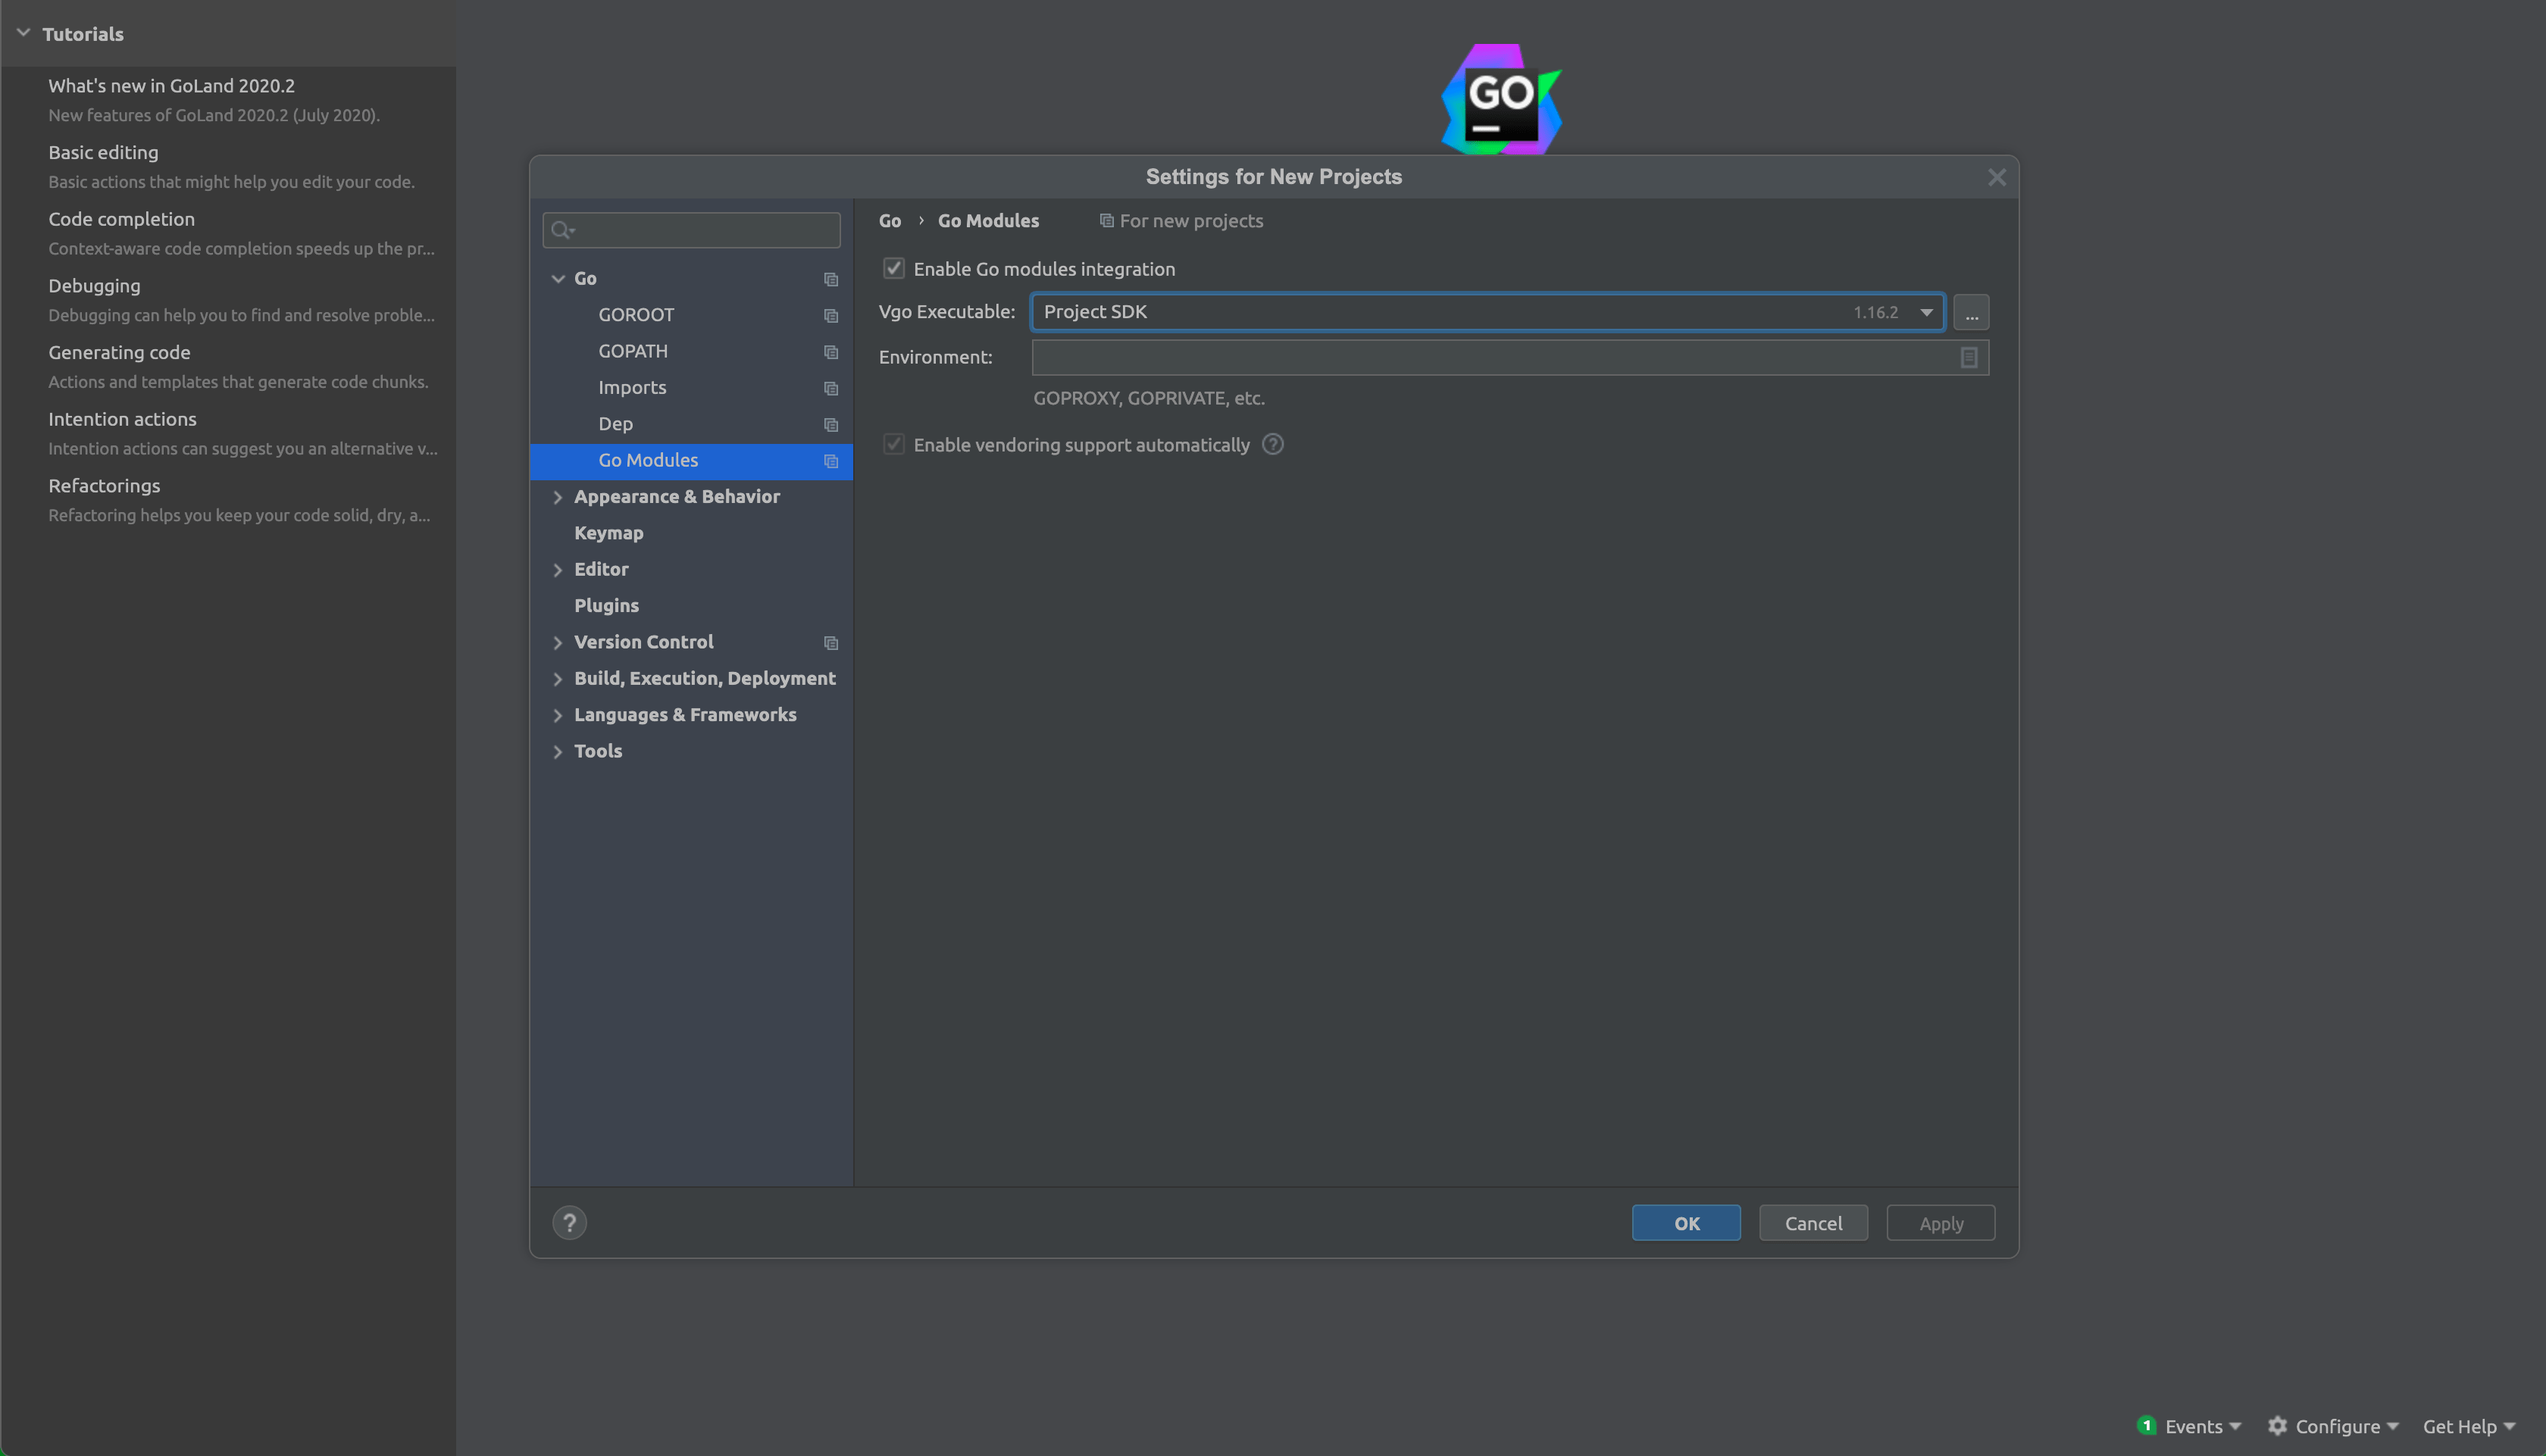 Tutorials
What's new in GoLand 2020.2
New features of GoLand 2020.2 (July 2020).
Basic editing
Basic actions that might help you edit your code.
Code completion
Context-aware code completion speeds up the pr...
Debugging
Debugging can help you to find and resolve proble...
Generating code
Actions and templates that generate code chunks.
Intention actions
Intention actions can suggest you an alternative v...
Refactorings
Refactoring helps you keep your code solid, dry, a...
GO
Settings for New Projects
Go
GOROOT
GOPATH
Imports
Dep
Go Modules
Appearance & Behavior
Keymap
Editor
Plugins
Version Control
Build, Execution, Deployment
Languages & Frameworks
Tools
Go › Go Modules For new projects
Enable Go modules integration
Vgo Executable: Project SDK 1.16.2 ...
Environment:
GOPROXY, GOPRIVATE, etc.
Enable vendoring support automatically ?
? OK Cancel Apply
1 Events Configure Get Help